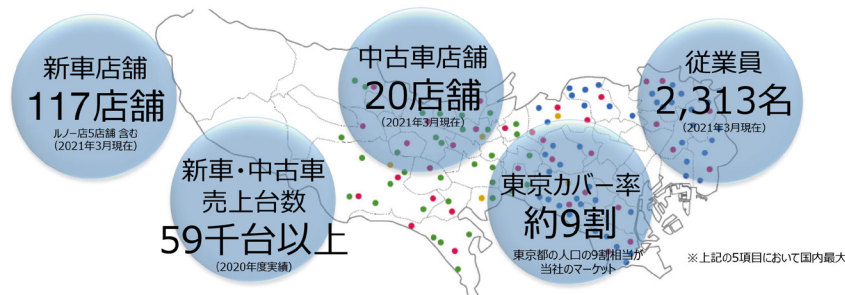 新車店舗
117店舗
ルノー店5店舗 含む
（2021年3月現在）
中古車店舗
20店舗
（2021年3月現在）
従業員
2,313名
（2021年3月現在）
新車・中古車
売上台数
59千台以上
（2020年度実績）
東京カバー率
約9割
東京都の人口の9割相当が
当社のマーケット
※上記の5項目において国内最大